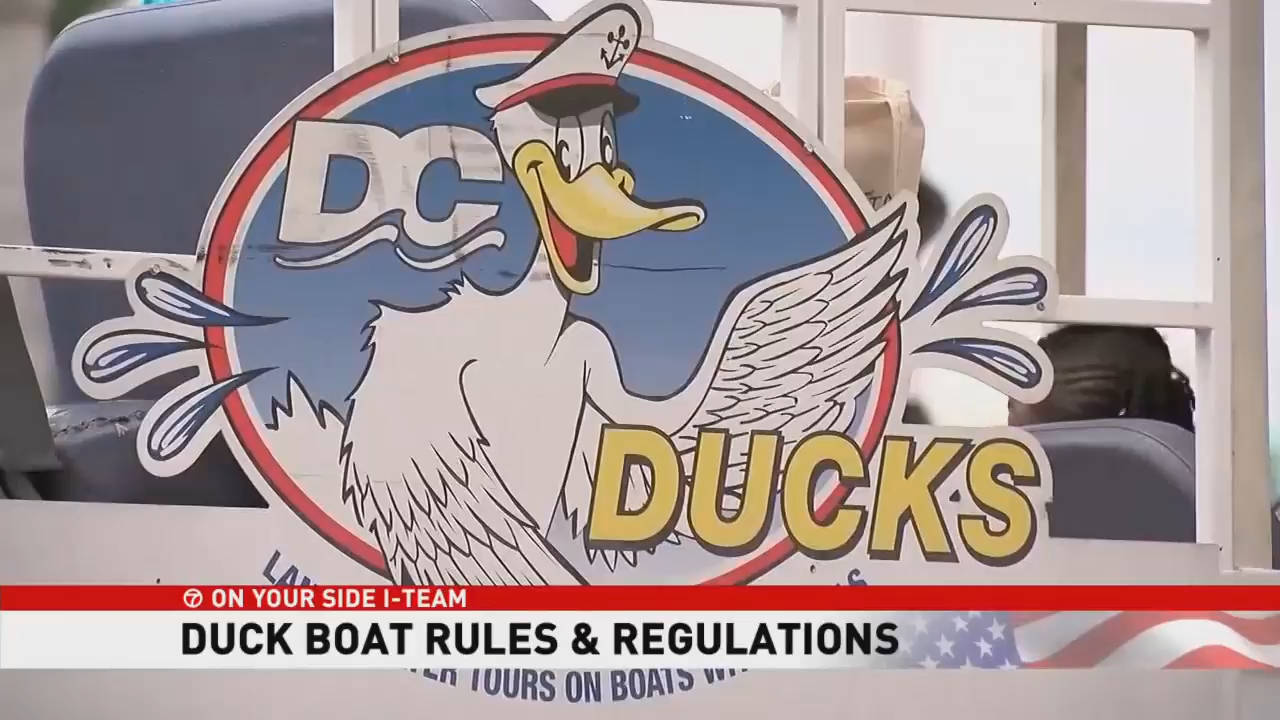 DC
DUCKS
7 ON YOUR SIDE I-TEAM
DUCK BOAT RULES & REGULATIONS
TOURS ON BOATS